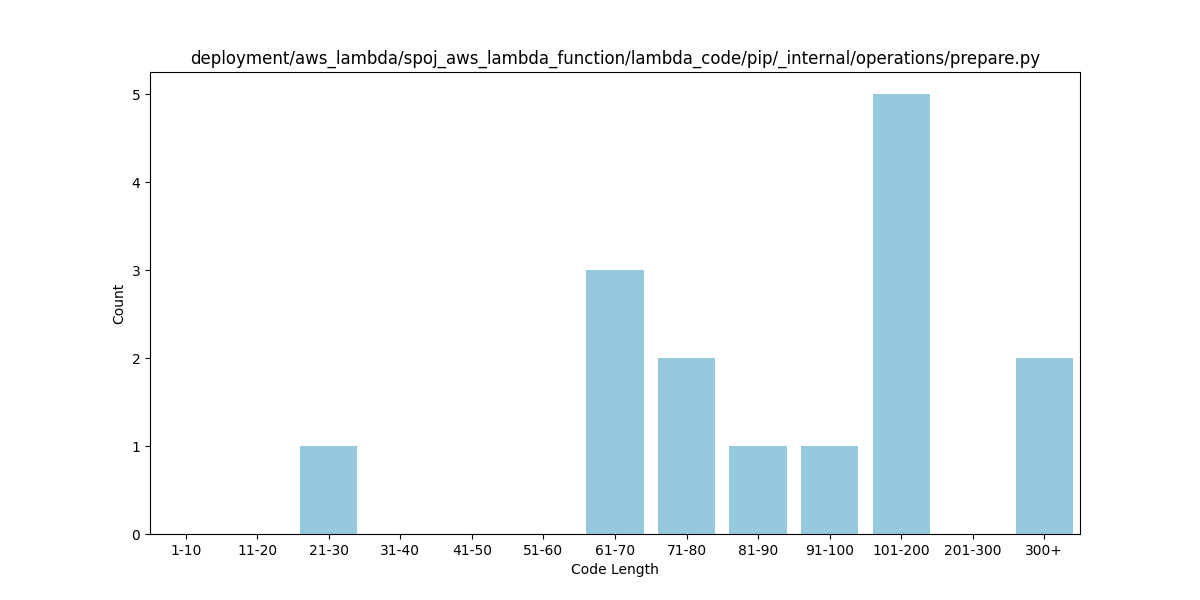 deployment/aws_lambda/spoj_aws_lambda_function/lambda_code/pip/_internal/operations/prepare.py
Count
5
4
3
2
1
0
1-10 11-20 21-30 31-40 41-50 51-60 61-70 71-80 81-90 91-100 101-200 201-300 300+
Code Length